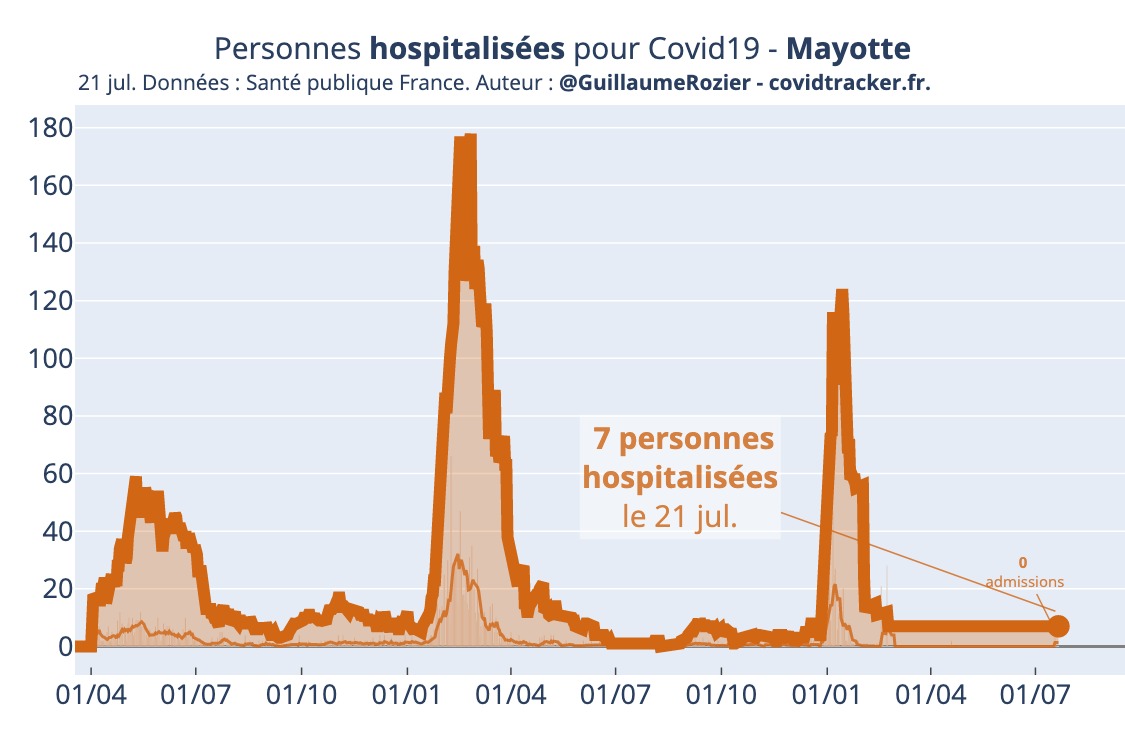 Personnes hospitalisées pour Covid19 - Mayotte
21 jul. Données : Santé publique France. Auteur : @GuillaumeRozier - covidtracker.fr.
180
160
140
120
100
80
60
40
20
0
7 personnes
hospitalisées
le 21 jul.
0
admissions
01/04 01/07 01/10 01/01 01/04 01/07 01/10 01/01 01/04 01/07